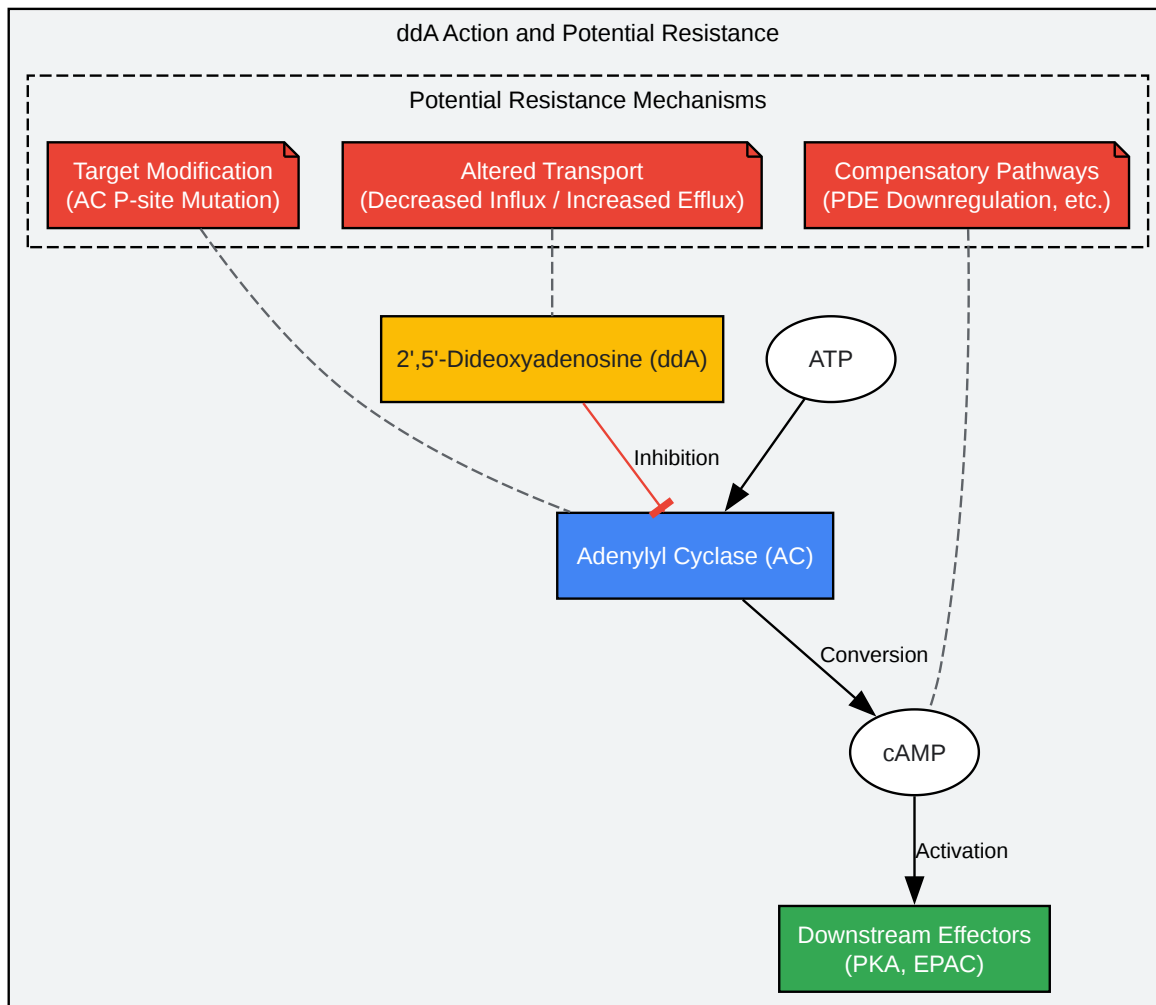 ddA Action and Potential Resistance
Potential Resistance Mechanisms
Target Modification
(AC P-site Mutation)
Altered Transport
(Decreased Influx / Increased Efflux)
Compensatory Pathways
(PDE Downregulation, etc.)
2',5'-Dideoxyadenosine (ddA)
ATP
Inhibition
Adenylyl Cyclase (AC)
Conversion
cAMP
Activation
Downstream Effectors
(PKA, EPAC)